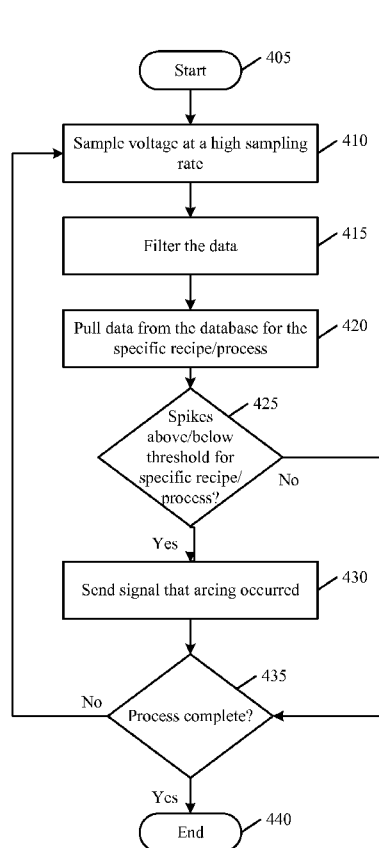 Start
405
Sample voltage at a high sampling
rate
410
Filter the data
415
Pull data from the database for the
specific recipe/process
420
425
Spikes
above/below
threshold for
specific recipe/
process?
No
Yes
Send signal that arcing occurred
430
435
No
Process complete?
Yes
End
440